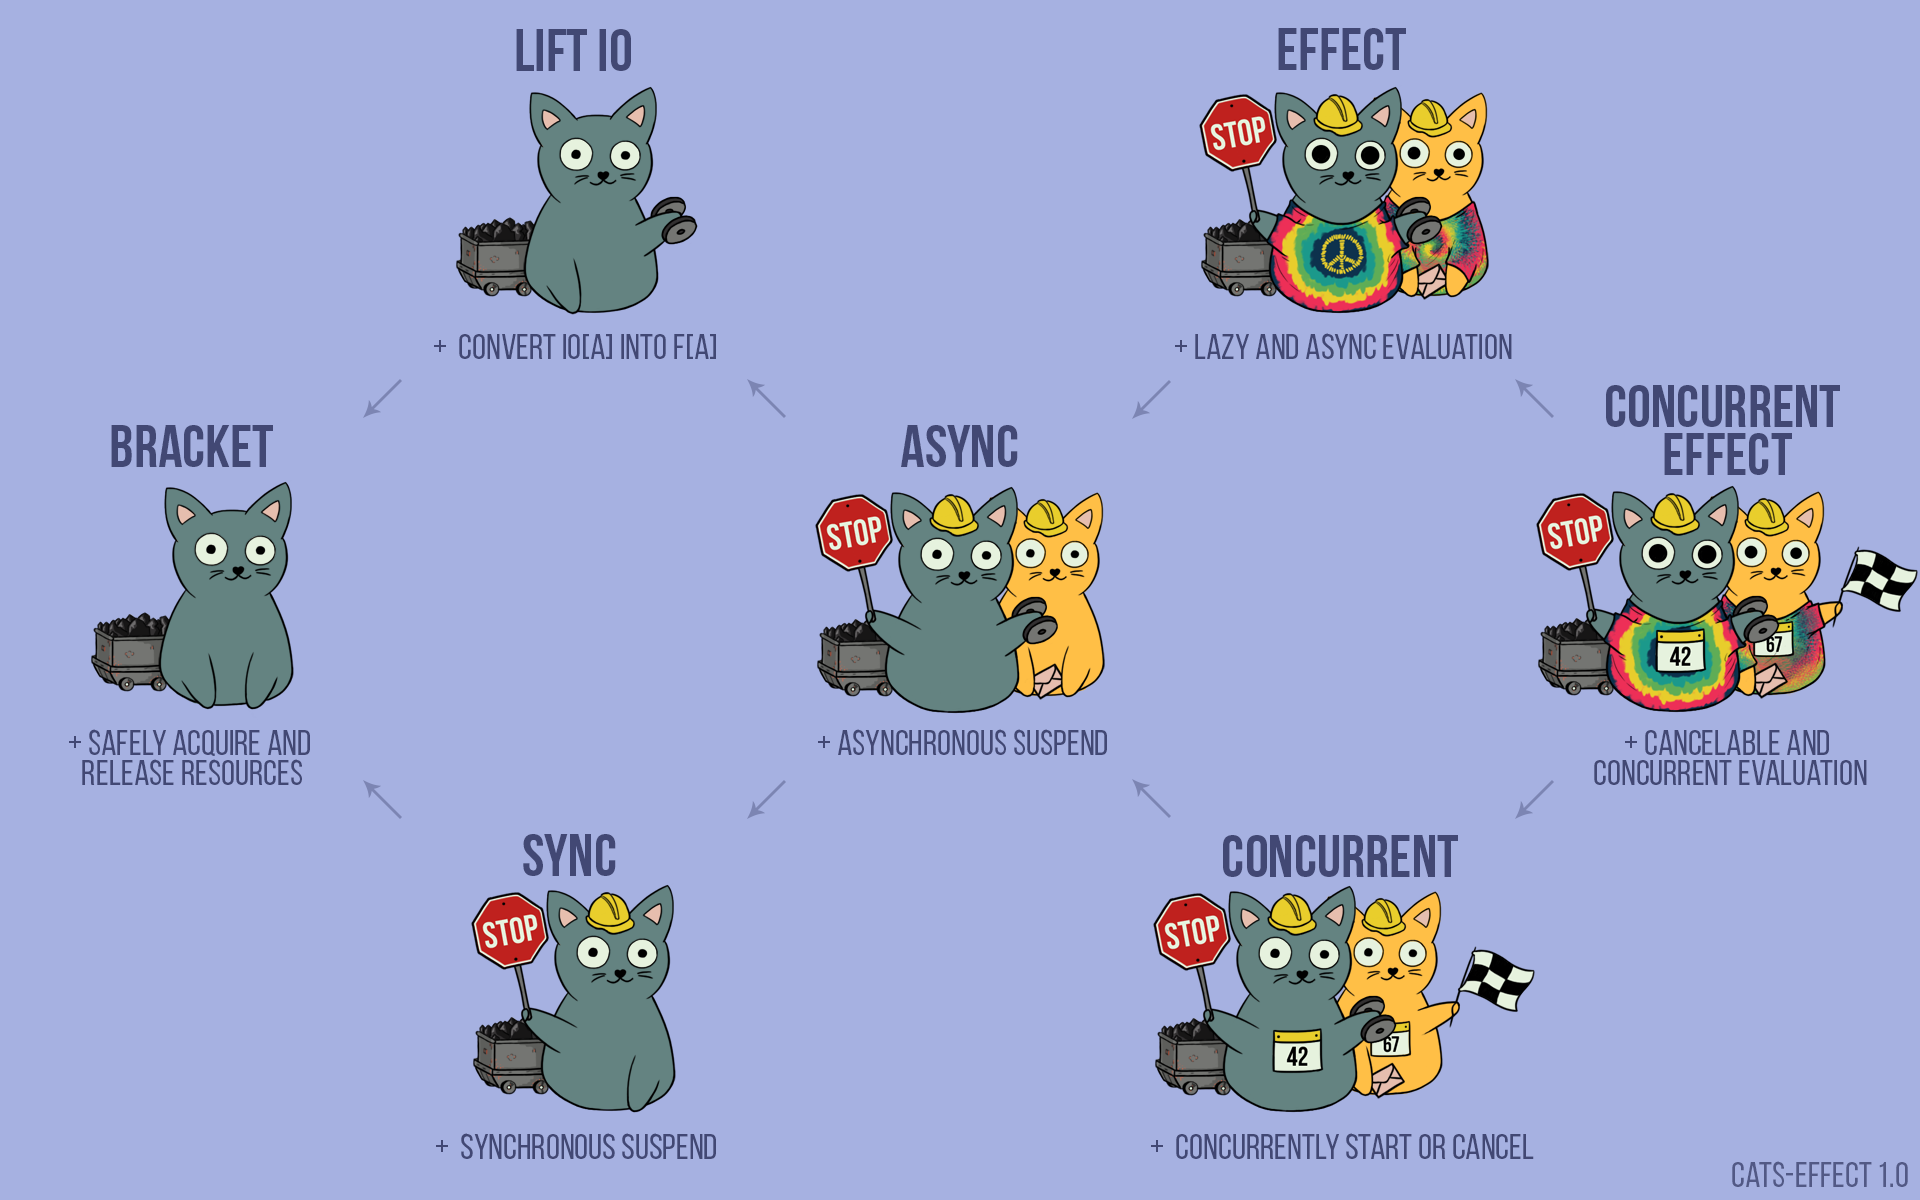 LIFT IO
+ CONVERT IO[A] INTO F[A]
EFFECT
STOP
+ LAZY AND ASYNC EVALUATION
BRACKET
+ SAFELY ACQUIRE AND
RELEASE RESOURCES
ASYNC
STOP
+ ASYNCHRONOUS SUSPEND
CONCURRENT
EFFECT
STOP
42
67
+ CANCELABLE AND
CONCURRENT EVALUATION
SYNC
STOP
+ SYNCHRONOUS SUSPEND
CONCURRENT
STOP
42
67
+ CONCURRENTLY START OR CANCEL
CATS-EFFECT 1.0